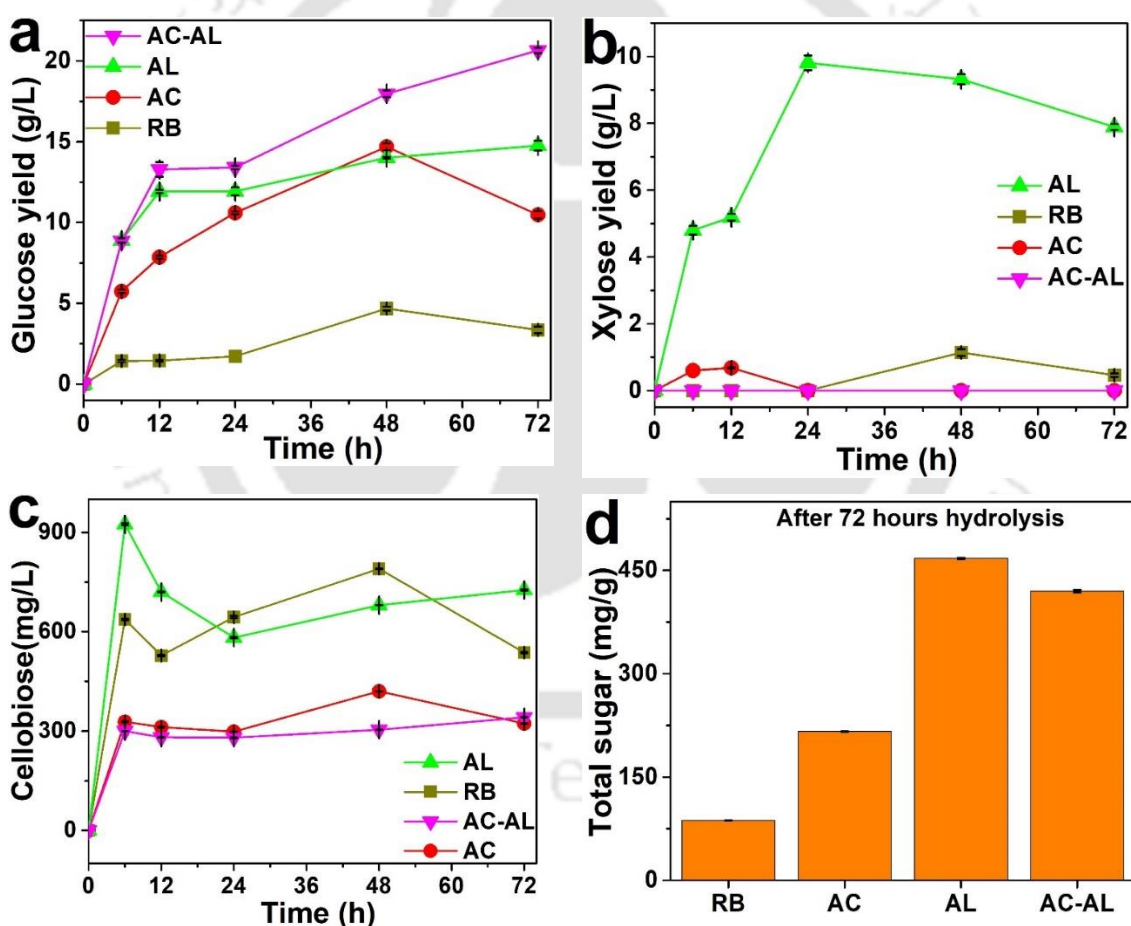 a
AC-AL
AL
AC
RB
Glucose yield (g/L)
20
15
10
5
0
0 12 24 36 48 60 72
Time (h)
b
Xylose yield (g/L)
10
8
6
4
2
0
AL
RB
AC
AC-AL
0 12 24 36 48 60 72
Time (h)
c
Cellobiose(mg/L)
900
600
300
0
AL
RB
AC-AL
AC
0 12 24 36 48 60 72
Time (h)
d
After 72 hours hydrolysis
Total sugar (mg/g)
450
300
150
0
RB AC AL AC-AL